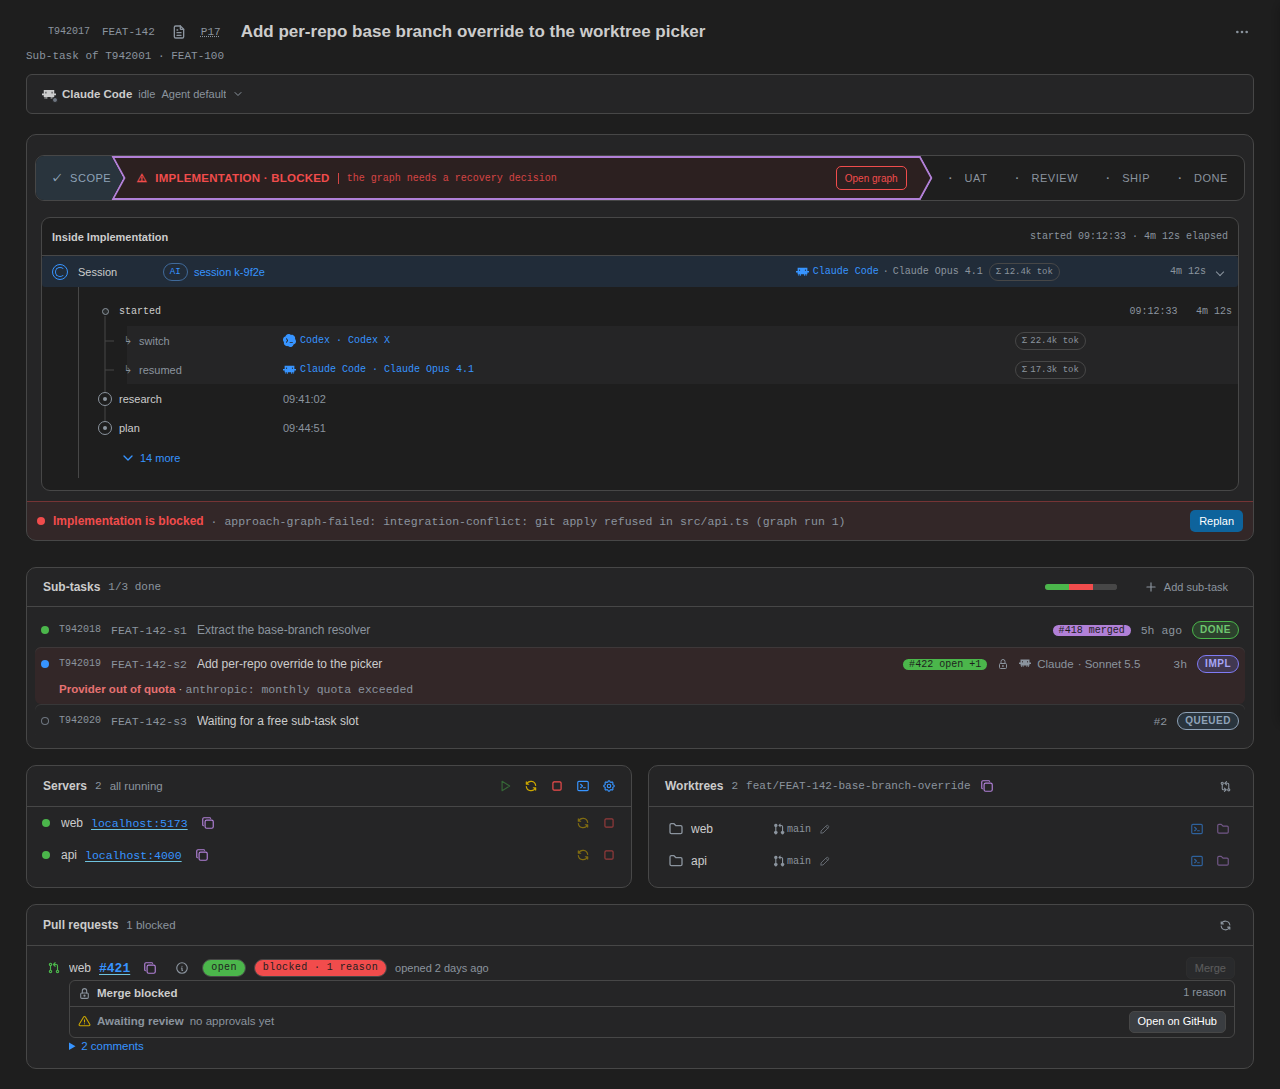 T942017 FEAT-142 P17 Add per-repo base branch override to the worktree picker
Sub-task of T942001 · FEAT-100
Claude Code idle Agent default
SCOPE IMPLEMENTATION · BLOCKED the graph needs a recovery decision Open graph · UAT · REVIEW · SHIP · DONE
Inside Implementation started 09:12:33 · 4m 12s elapsed
Session AI session k-9f2e Claude Code · Claude Opus 4.1 Σ 12.4k tok 4m 12s
started 09:12:33 4m 12s
↳ switch Codex · Codex X Σ 22.4k tok
↳ resumed Claude Code · Claude Opus 4.1 Σ 17.3k tok
research 09:41:02
plan 09:44:51
14 more
Implementation is blocked · approach-graph-failed: integration-conflict: git apply refused in src/api.ts (graph run 1) Replan
Sub-tasks 1/3 done Add sub-task
T942018 FEAT-142-s1 Extract the base-branch resolver #418 merged 5h ago DONE
T942019 FEAT-142-s2 Add per-repo override to the picker #422 open +1 Claude · Sonnet 5.5 3h IMPL
Provider out of quota · anthropic: monthly quota exceeded
T942020 FEAT-142-s3 Waiting for a free sub-task slot #2 QUEUED
Servers 2 all running
web localhost:5173
api localhost:4000
Worktrees 2 feat/FEAT-142-base-branch-override
web main
api main
Pull requests 1 blocked
web #421 open blocked · 1 reason opened 2 days ago Merge
Merge blocked 1 reason
Awaiting review no approvals yet Open on GitHub
2 comments